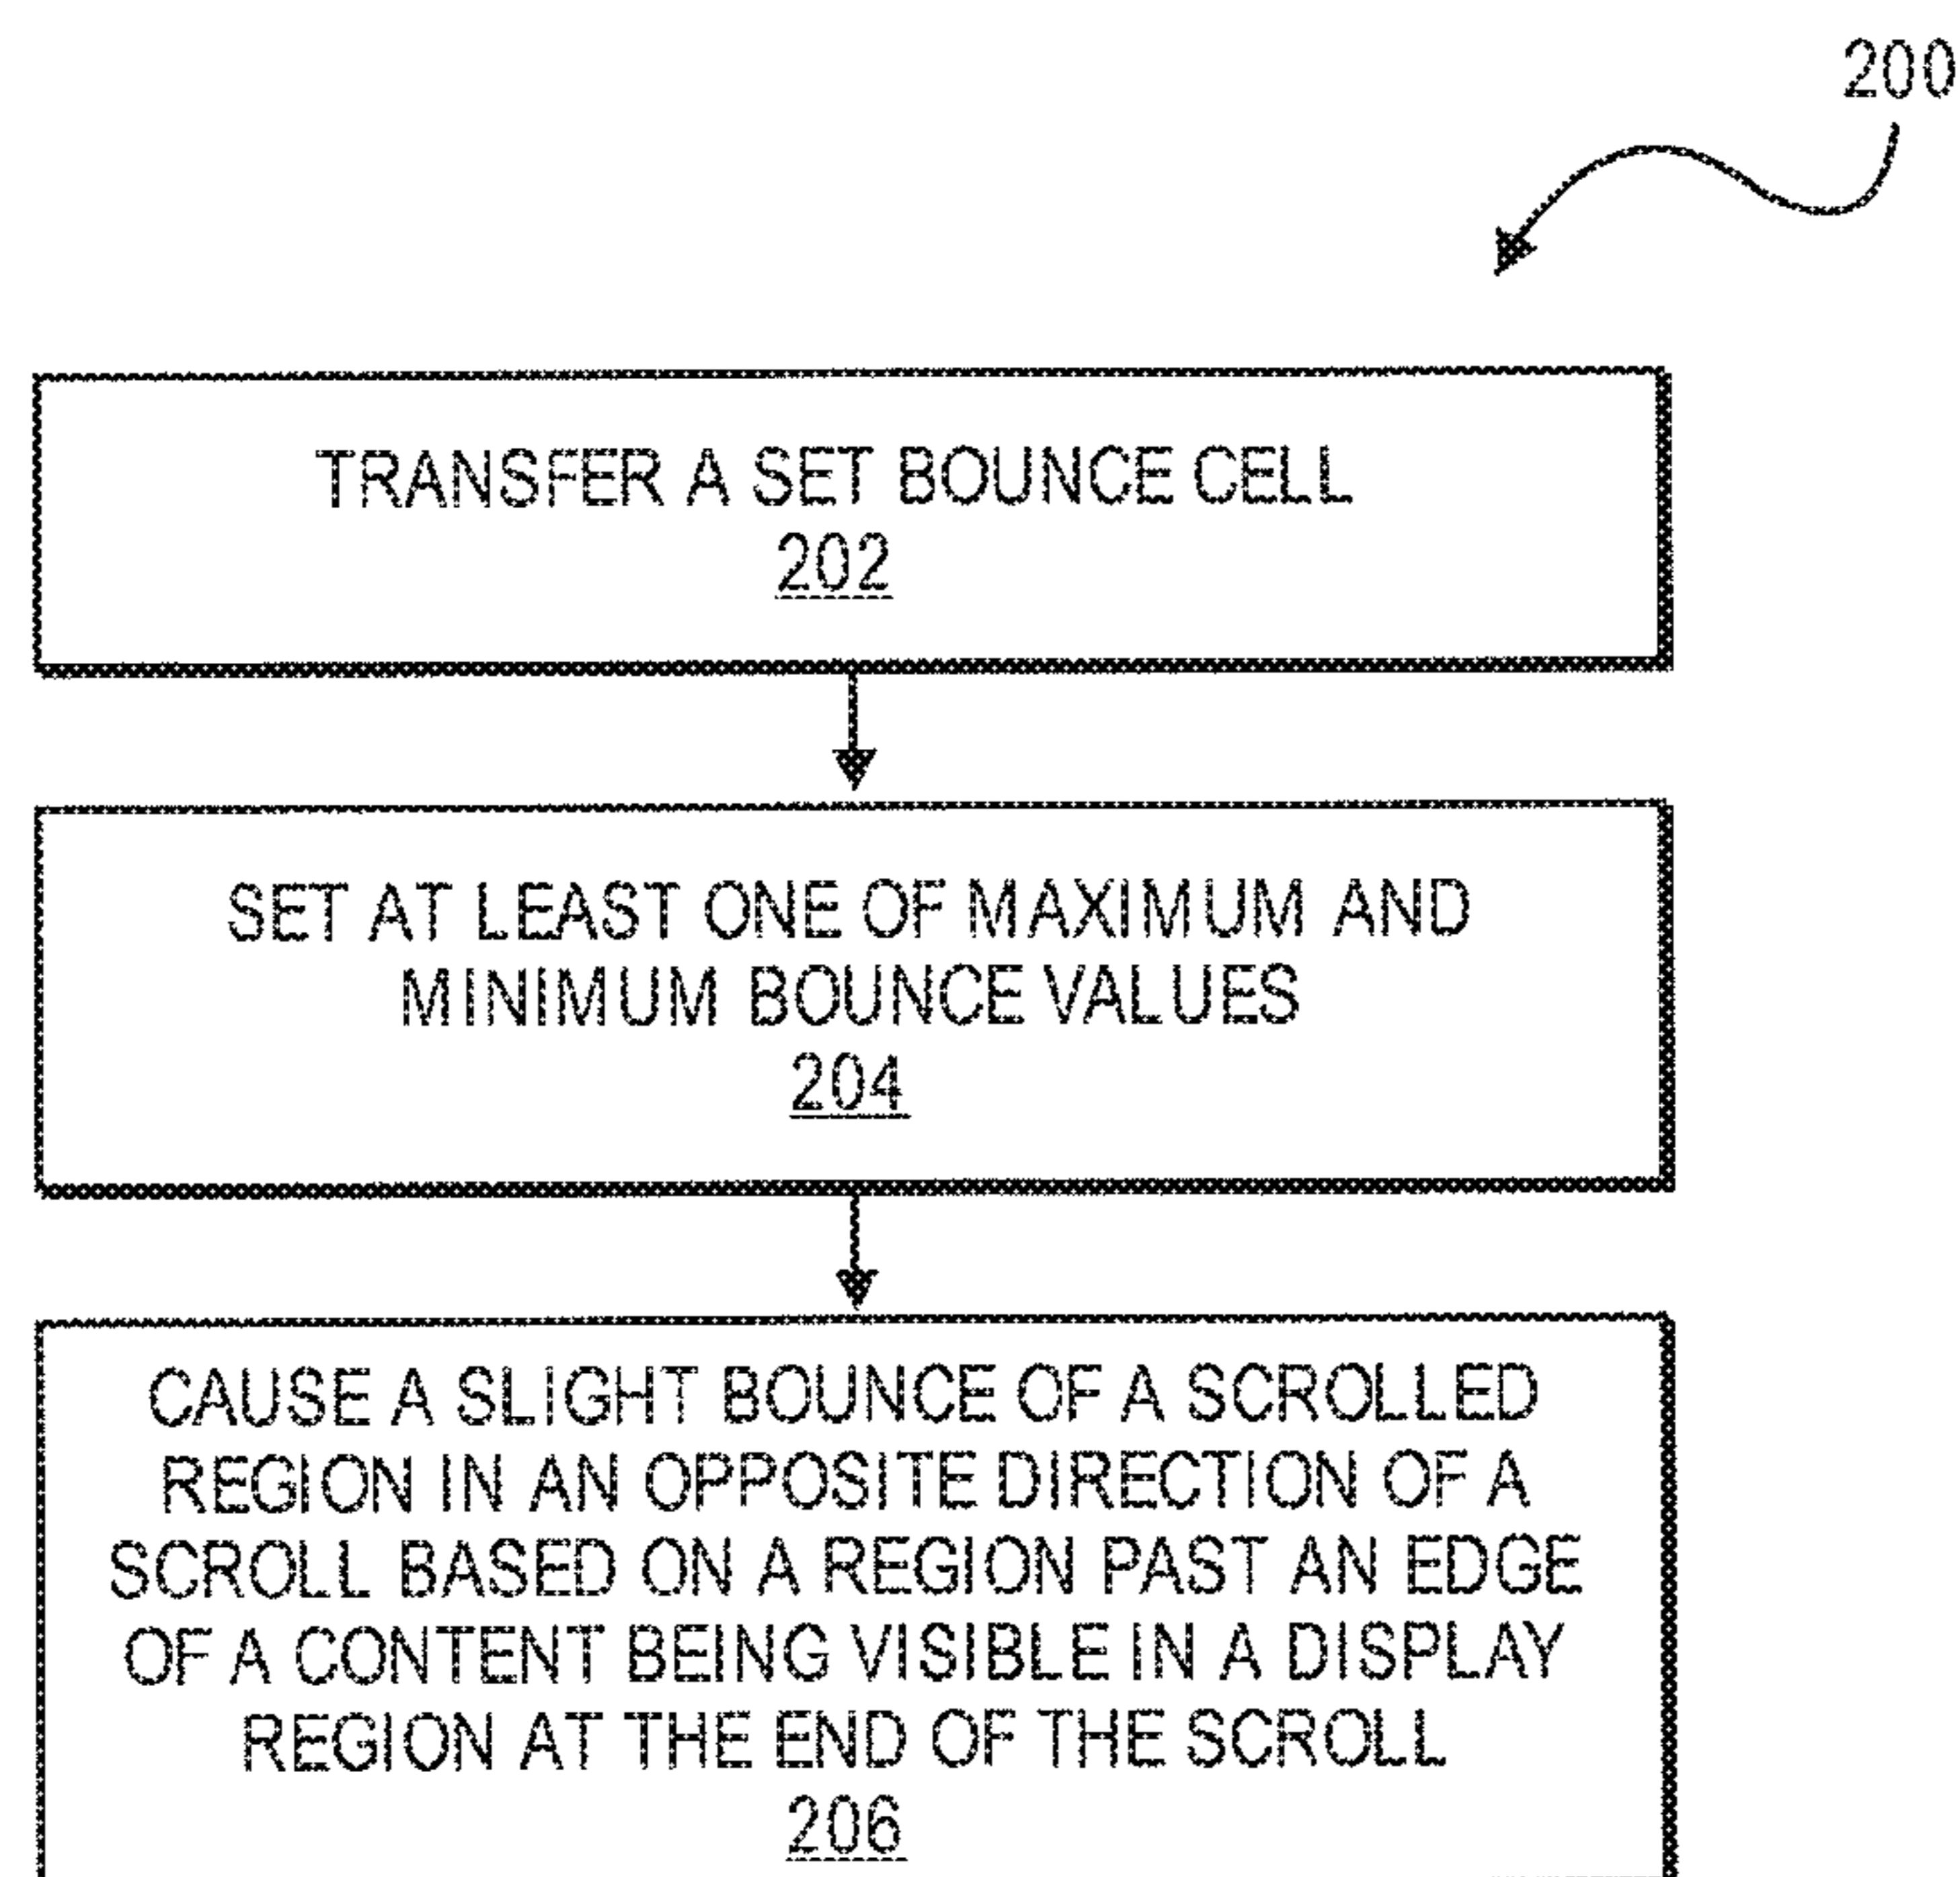 200
TRANSFER A SET BOUNCE CELL
202
SET AT LEAST ONE OF MAXIMUM AND
MINIMUM BOUNCE VALUES
204
CAUSE A SLIGHT BOUNCE OF A SCROLLED
REGION IN AN OPPOSITE DIRECTION OF A
SCROLL BASED ON A REGION PAST AN EDGE
OF A CONTENT BEING VISIBLE IN A DISPLAY
REGION AT THE END OF THE SCROLL
206